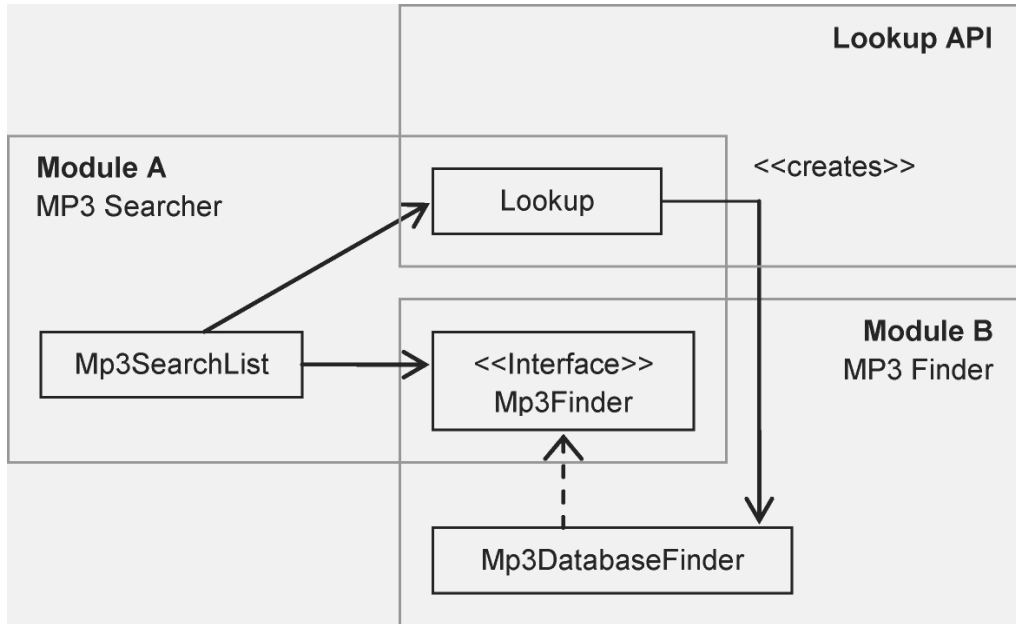 Lookup API
Module A
MP3 Searcher
<<creates>>
Lookup
Mp3SearchList
<<Interface>>
Mp3Finder
Module B
MP3 Finder
Mp3DatabaseFinder